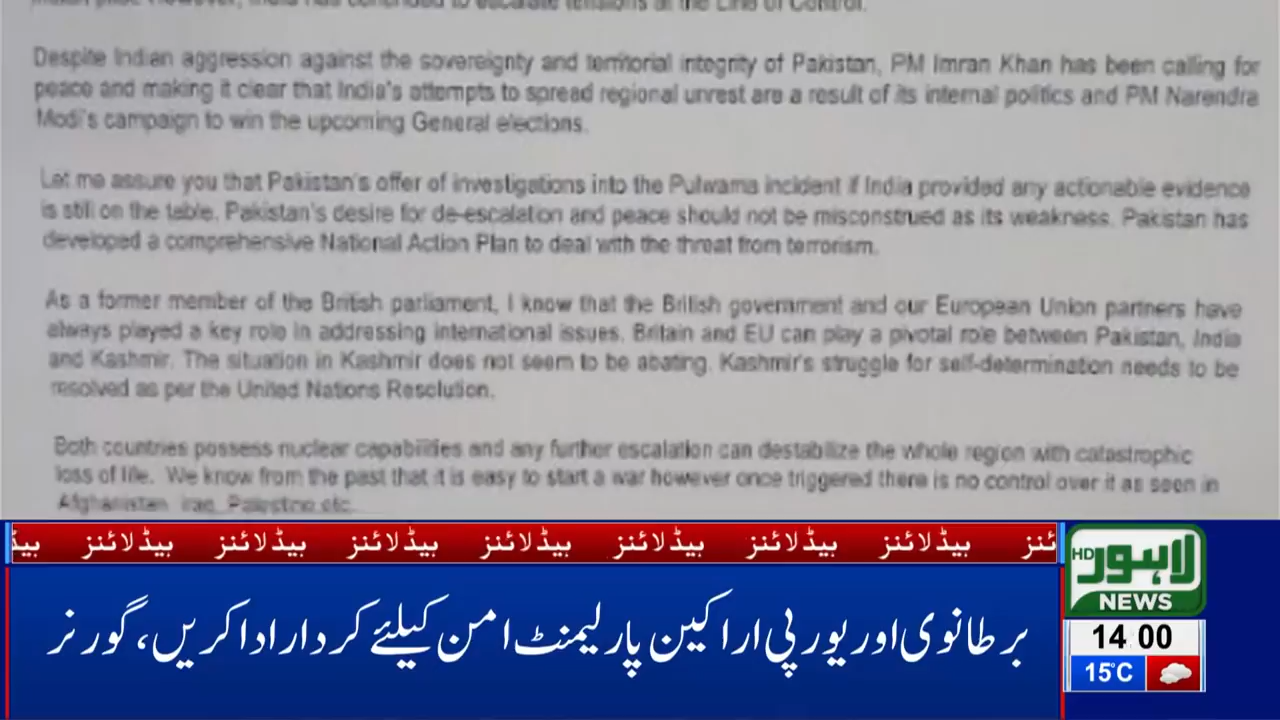 Despite Indian aggression against the sovereignty and territorial integrity of Pakistan, PM Imran Khan has been calling for
peace and making it clear that India's attempts to spread regional unrest are a result of its internal politics and PM Narendra
Modi's campaign to win the upcoming General elections.
Let me assure you that Pakistan's offer of investigations into the Pulwama incident if India provided any actionable evidence
is still on the table. Pakistan's desire for de-escalation and peace should not be misconstrued as its weakness. Pakistan has
developed a comprehensive National Action Plan to deal with the threat from terrorism.
As a former member of the British parliament, I know that the British government and our European Union partners have
always played a key role in addressing international issues. Britain and EU can play a pivotal role between Pakistan, India
and Kashmir. The situation in Kashmir does not seem to be abating. Kashmir's struggle for self-determination needs to be
resolved as per the United Nations Resolution.
Both countries possess nuclear capabilities and any further escalation can destabilize the whole region with catastrophic
loss of life. We know from the past that it is easy to start a war however once triggered there is no control over it as seen in
Afghanistan, Iraq, Palestine etc.
ہیڈلائنز ہیڈلائنز ہیڈلائنز ہیڈلائنز ہیڈلائنز ہیڈلائنز ہیڈلائنز
برطانوی اور یورپی اراکین پارلیمنٹ امن کیلئے کردار ادا کریں، گورنر
لاہور HD
NEWS
14 00
15°C